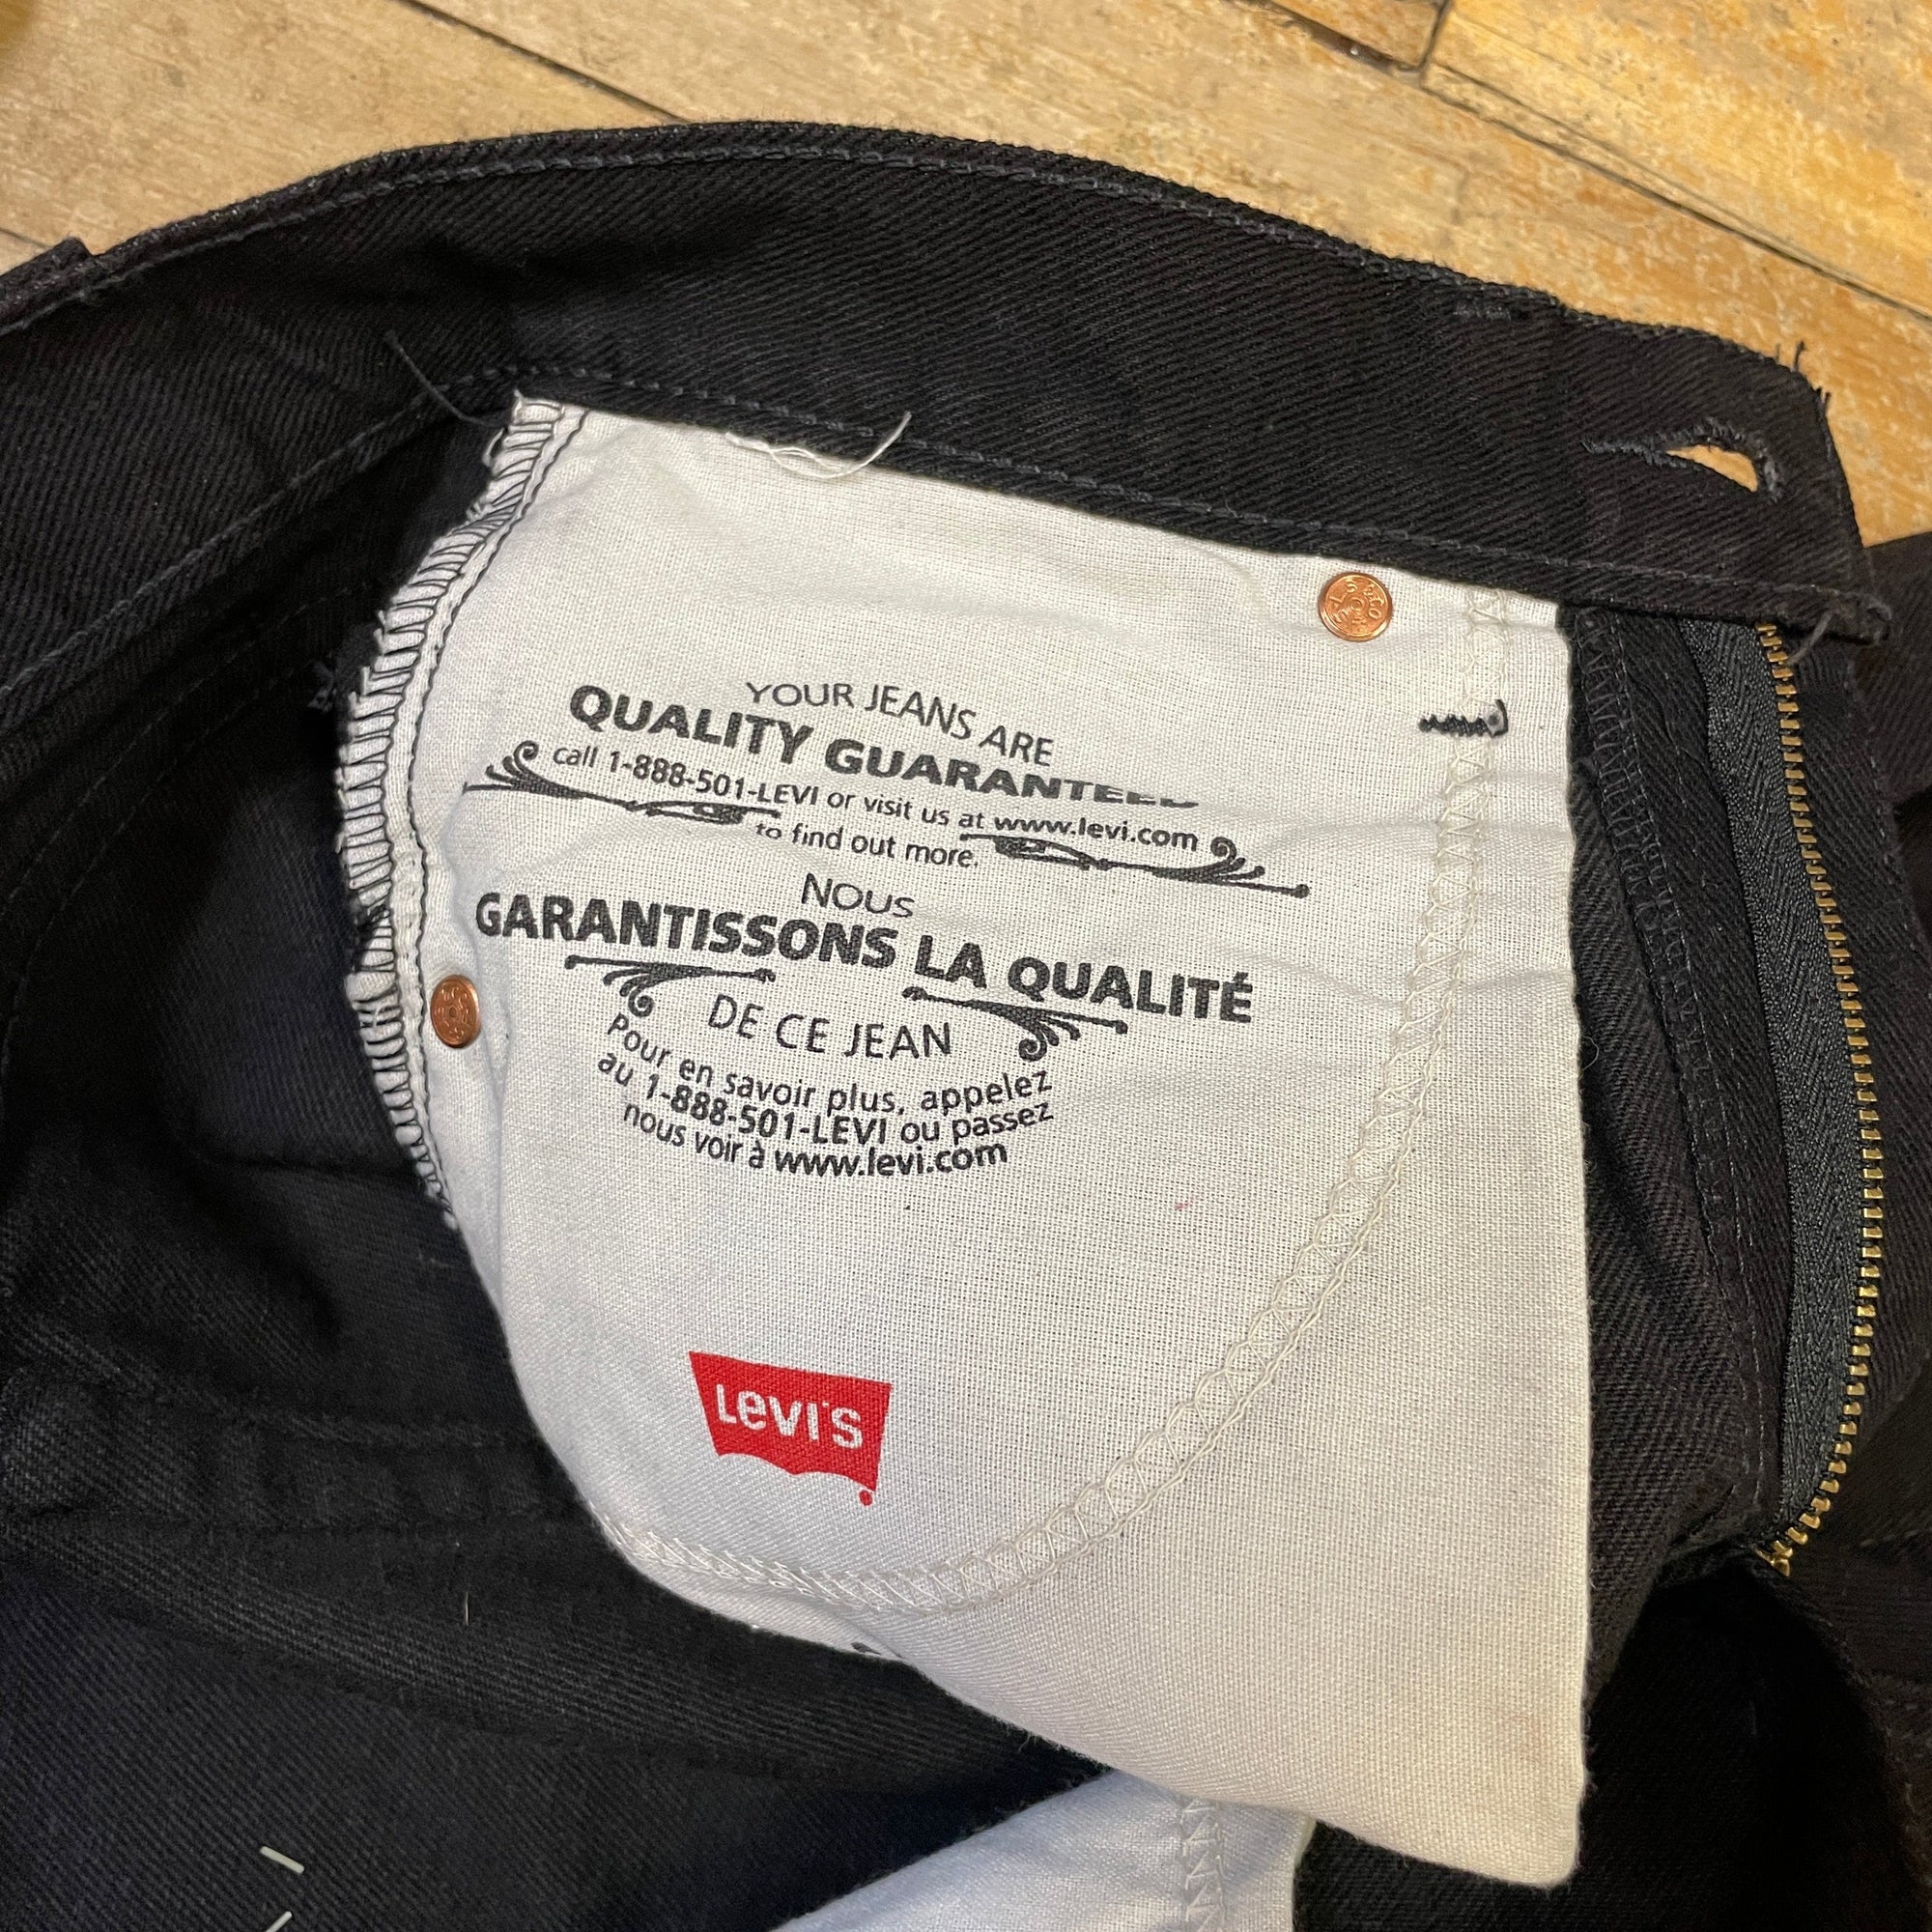 YOUR JEANS ARE
QUALITY GUARANTEED
call 1-888-501-LEVI or visit us at www.levi.com
to find out more.
NOUS
GARANTISSONS LA QUALITÉ
DE CE JEAN
Pour en savoir plus, appelez
au 1-888-501-LEVI ou passez
nous voir à www.levi.com
LEVI'S